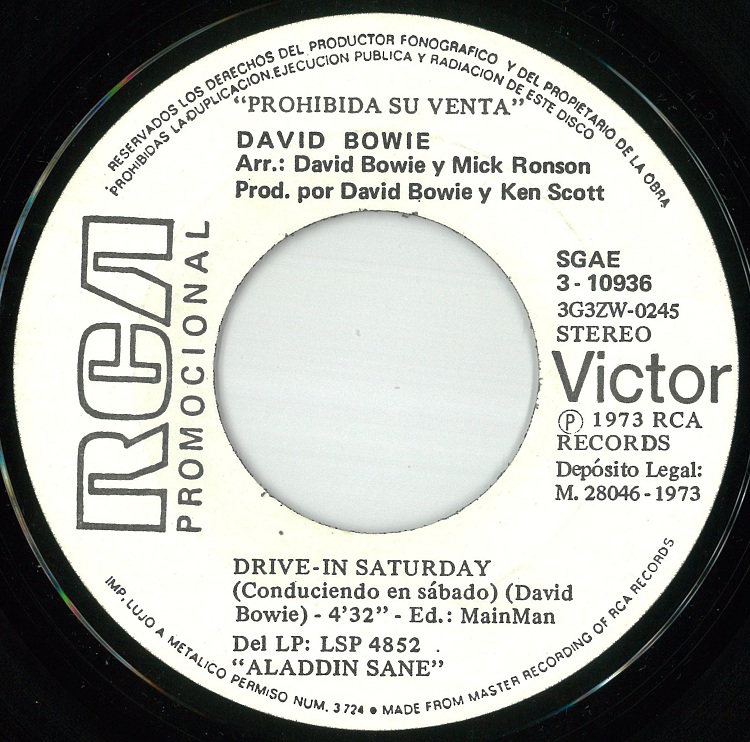 RESERVADOS LOS DERECHOS DEL PRODUCTOR FONOGRAFICO Y DEL PROPIETARIO DE LA OBRA
PROHIBIDAS LA DUPLICACION, EJECUCION PUBLICA Y RADIACION DE ESTE DISCO
"PROHIBIDA SU VENTA"
DAVID BOWIE
Arr.: David Bowie y Mick Ronson
Prod. por David Bowie y Ken Scott
RCA
PROMOCIONAL
SGAE
3-10936
3G3ZW-0245
STEREO
Victor
Ⓟ 1973 RCA
RECORDS
Depósito Legal:
M. 28046-1973
DRIVE-IN SATURDAY
(Conduciendo en sábado) (David
Bowie) - 4'32" - Ed.: MainMan
Del LP: LSP 4852 .
"ALADDIN SANE"
IMP. LUJO A METALICO PERMISO NUM. 3724 ● MADE FROM MASTER RECORDING OF RCA RECORDS